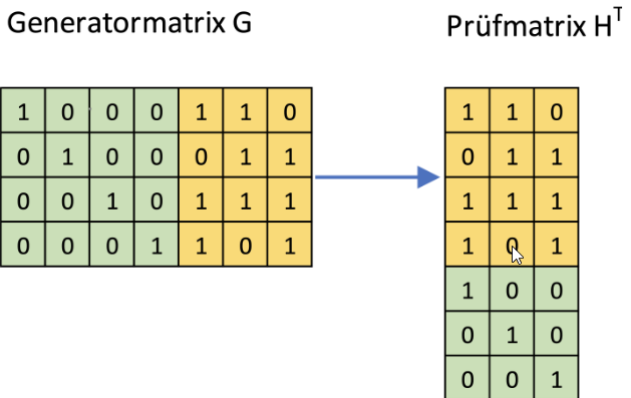 Generatormatrix G
Prüfmatrix Hᵀ
1 0 0 0 1 1 0
0 1 0 0 0 1 1
0 0 1 0 1 1 1
0 0 0 1 1 0 1
1 1 0
0 1 1
1 1 1
1 0 1
1 0 0
0 1 0
0 0 1